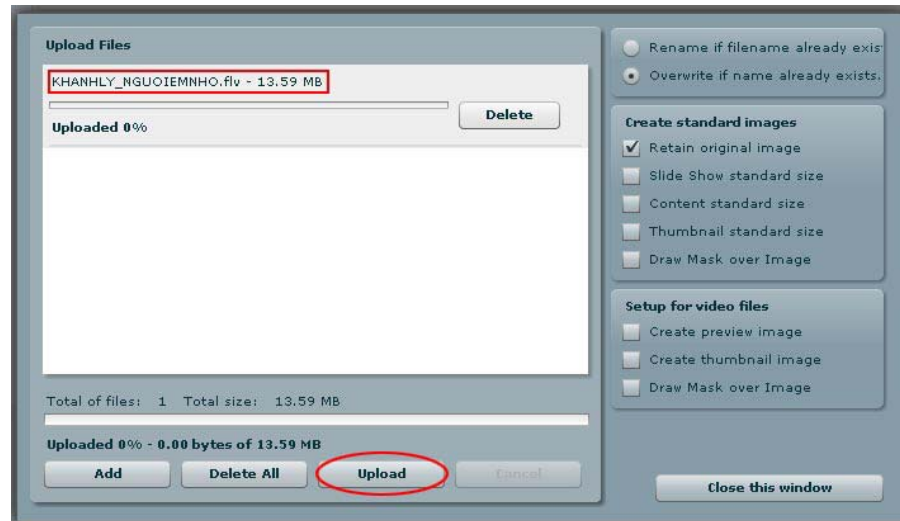 Upload Files
KHANHLY_NGUOIEMNHO.flv - 13.59 MB
Delete
Uploaded 0%
Total of files: 1 Total size: 13.59 MB
Uploaded 0% - 0.00 bytes of 13.59 MB
Add Delete All Upload Cancel
Rename if filename already exis
Overwrite if name already exists.
Create standard images
Retain original image
Slide Show standard size
Content standard size
Thumbnail standard size
Draw Mask over Image
Setup for video files
Create preview image
Create thumbnail image
Draw Mask over Image
Close this window